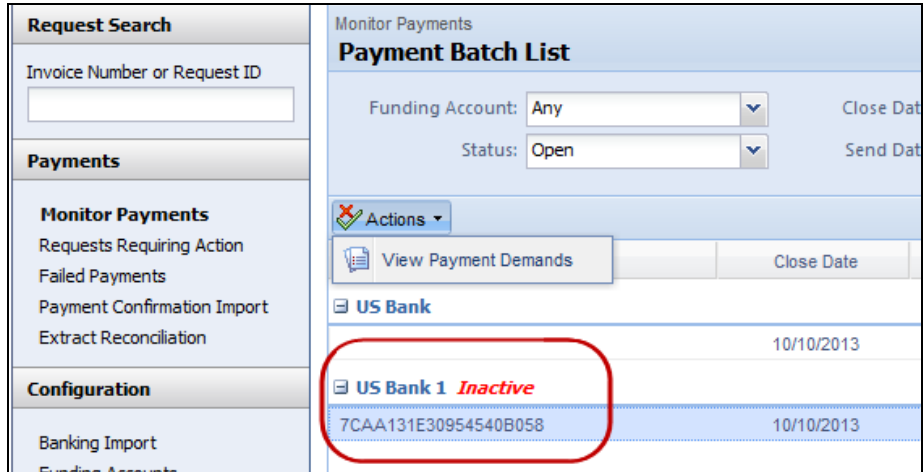 Request Search
Invoice Number or Request ID
Payments
Monitor Payments
Requests Requiring Action
Failed Payments
Payment Confirmation Import
Extract Reconciliation
Configuration
Banking Import
Funding Accounts
Monitor Payments
Payment Batch List
Funding Account: Any Close Dat
Status: Open Send Dat
Actions
View Payment Demands
Close Date
US Bank
10/10/2013
US Bank 1 Inactive
7CAA131E30954540B058 10/10/2013